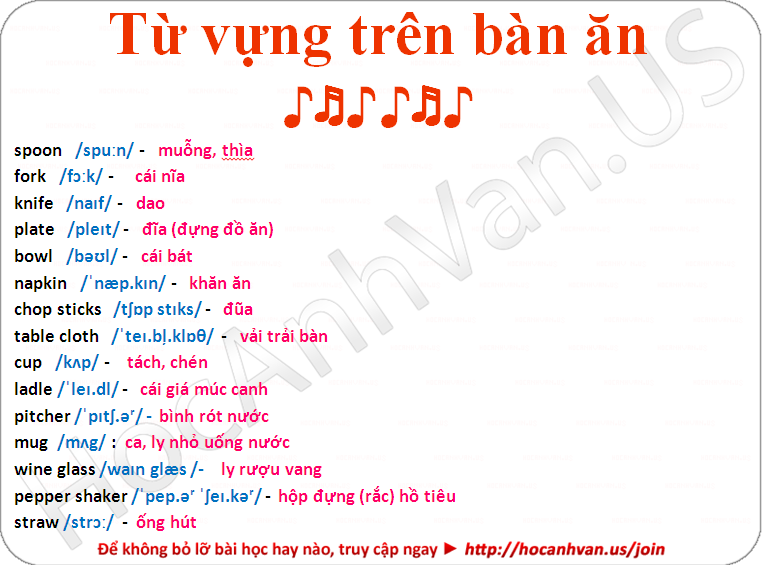 Từ vựng trên bàn ăn
♪♫♪ ♪♫♪
spoon /spuːn/ - muỗng, thìa
fork /fɔːk/ - cái nĩa
knife /naɪf/ - dao
plate /pleɪt/ - đĩa (đựng đồ ăn)
bowl /bəʊl/ - cái bát
napkin /ˈnæp.kɪn/ - khăn ăn
chop sticks /tʃɒp stɪks/ - đũa
table cloth /ˈteɪ.bl̩.klɒθ/ - vải trải bàn
cup /kʌp/ - tách, chén
ladle /ˈleɪ.dl/ - cái giá múc canh
pitcher /ˈpɪtʃ.əʳ/ - bình rót nước
mug /mʌg/ : ca, ly nhỏ uống nước
wine glass /waɪn glæs /- ly rượu vang
pepper shaker /ˈpep.əʳ ˈʃeɪ.kəʳ/ - hộp đựng (rắc) hồ tiêu
straw /strɔː/ - ống hút
Để không bỏ lỡ bài học hay nào, truy cập ngay ► http://hocanhvan.us/join
HocAnhVan.US